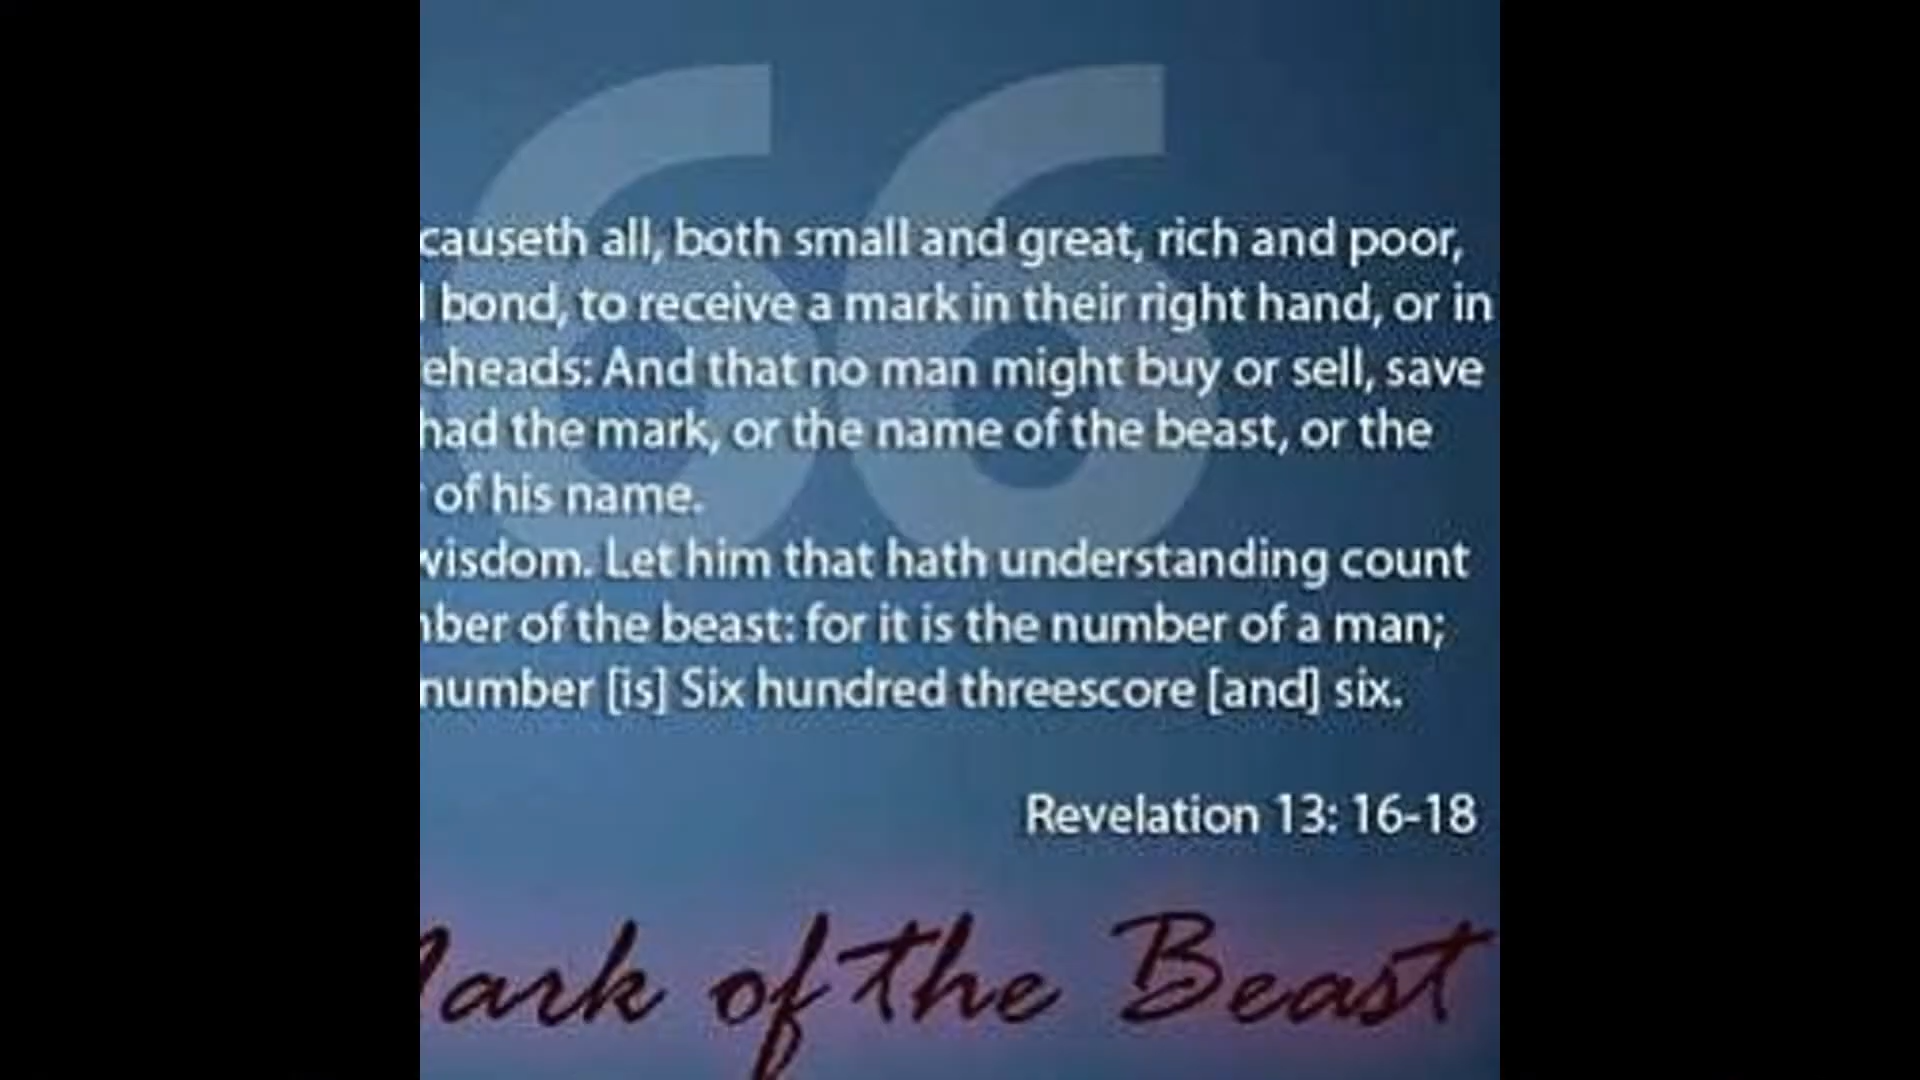 66
causeth all, both small and great, rich and poor,
bond, to receive a mark in their right hand, or in
eheads: And that no man might buy or sell, save
had the mark, or the name of the beast, or the
of his name.
wisdom. Let him that hath understanding count
ber of the beast: for it is the number of a man;
number [is] Six hundred threescore [and] six.
Revelation 13: 16-18
Mark of the Beast